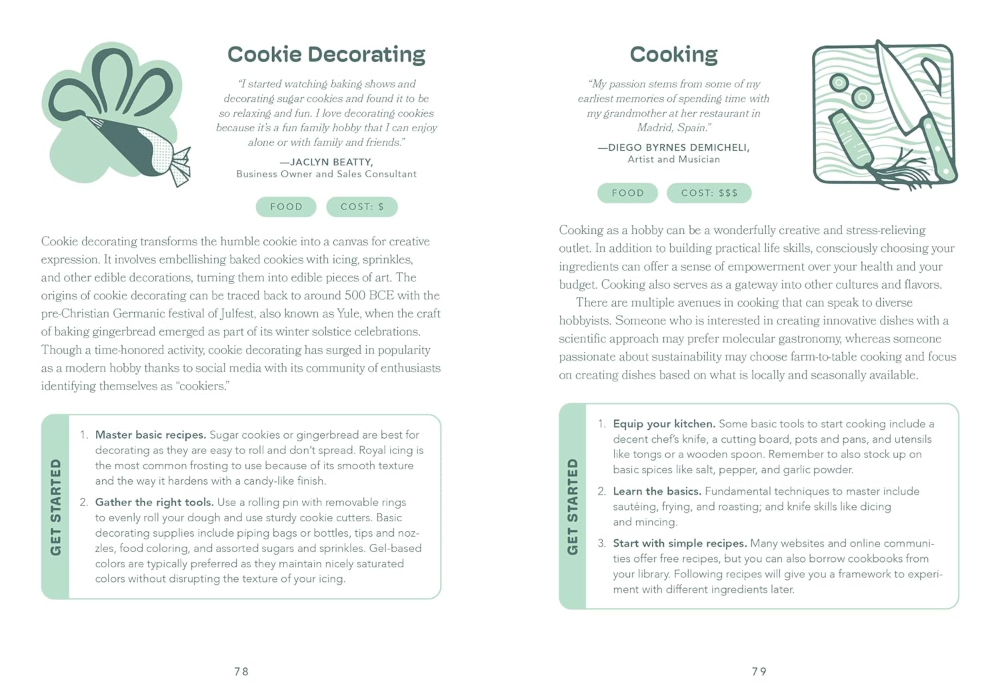 Cookie Decorating
“I started watching baking shows and
decorating sugar cookies and found it to be
so relaxing and fun. I love decorating cookies
because it’s a fun family hobby that I can enjoy
alone or with family and friends.”
—JACLYN BEATTY,
Business Owner and Sales Consultant
FOOD
COST: $
Cookie decorating transforms the humble cookie into a canvas for creative
expression. It involves embellishing baked cookies with icing, sprinkles,
and other edible decorations, turning them into edible pieces of art. The
origins of cookie decorating can be traced back to around 500 BCE with the
pre-Christian Germanic festival of Julfest, also known as Yule, when the craft
of baking gingerbread emerged as part of its winter solstice celebrations.
Though a time-honored activity, cookie decorating has surged in popularity
as a modern hobby thanks to social media with its community of enthusiasts
identifying themselves as “cookiers.”
GET STARTED
1. Master basic recipes. Sugar cookies or gingerbread are best for
decorating as they are easy to roll and don’t spread. Royal icing is
the most common frosting to use because of its smooth texture
and the way it hardens with a candy-like finish.
2. Gather the right tools. Use a rolling pin with removable rings
to evenly roll your dough and use sturdy cookie cutters. Basic
decorating supplies include piping bags or bottles, tips and noz-
zles, food coloring, and assorted sugars and sprinkles. Gel-based
colors are typically preferred as they maintain nicely saturated
colors without disrupting the texture of your icing.
78
Cooking
“My passion stems from some of my
earliest memories of spending time with
my grandmother at her restaurant in
Madrid, Spain.”
—DIEGO BYRNES DEMICHELI,
Artist and Musician
FOOD
COST: $$$
Cooking as a hobby can be a wonderfully creative and stress-relieving
outlet. In addition to building practical life skills, consciously choosing your
ingredients can offer a sense of empowerment over your health and your
budget. Cooking also serves as a gateway into other cultures and flavors.
There are multiple avenues in cooking that can speak to diverse
hobbyists. Someone who is interested in creating innovative dishes with a
scientific approach may prefer molecular gastronomy, whereas someone
passionate about sustainability may choose farm-to-table cooking and focus
on creating dishes based on what is locally and seasonally available.
GET STARTED
1. Equip your kitchen. Some basic tools to start cooking include a
decent chef’s knife, a cutting board, pots and pans, and utensils
like tongs or a wooden spoon. Remember to also stock up on
basic spices like salt, pepper, and garlic powder.
2. Learn the basics. Fundamental techniques to master include
sautéing, frying, and roasting; and knife skills like dicing
and mincing.
3. Start with simple recipes. Many websites and online communi-
ties offer free recipes, but you can also borrow cookbooks from
your library. Following recipes will give you a framework to experi-
ment with different ingredients later.
79